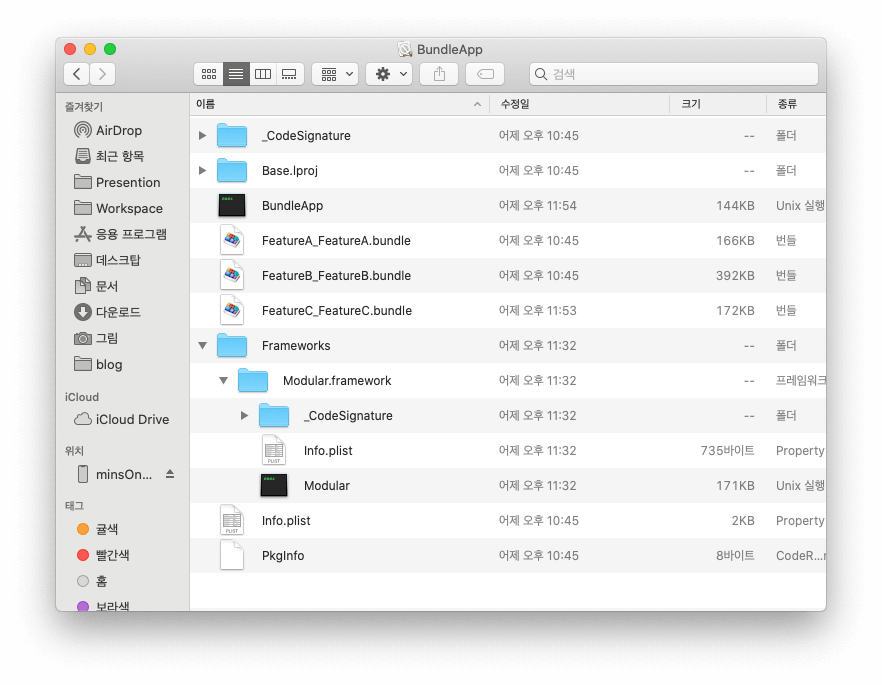 BundleApp
검색
즐겨찾기
AirDrop
최근 항목
Presention
Workspace
응용 프로그램
데스크탑
문서
다운로드
그림
blog
iCloud
iCloud Drive
위치
minsOn...
태그
귤색
빨간색
홈
보라색
이름 수정일 크기 종류
_CodeSignature 어제 오후 10:45 -- 폴더
Base.lproj 어제 오후 10:45 -- 폴더
BundleApp 어제 오후 11:54 144KB Unix 실행
FeatureA_FeatureA.bundle 어제 오후 10:45 166KB 번들
FeatureB_FeatureB.bundle 어제 오후 10:45 392KB 번들
FeatureC_FeatureC.bundle 어제 오후 11:53 172KB 번들
Frameworks 어제 오후 11:32 -- 폴더
Modular.framework 어제 오후 11:32 -- 프레임워크
_CodeSignature 어제 오후 11:32 -- 폴더
Info.plist 어제 오후 11:32 735바이트 Property
Modular 어제 오후 11:32 171KB Unix 실행
Info.plist 어제 오후 10:45 2KB Property
PkgInfo 어제 오후 10:45 8바이트 CodeR...